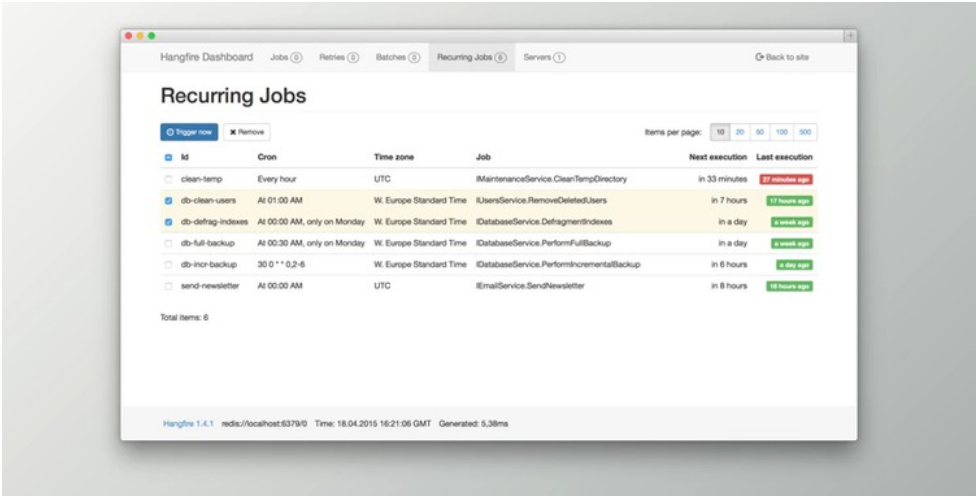 Hangfire Dashboard Jobs 0 Retries 0 Batches 0 Recurring Jobs 6 Servers 1 Back to site
Recurring Jobs
Trigger now Remove Items per page: 10 20 50 100 500
Id Cron Time zone Job Next execution Last execution
clean-temp Every hour UTC IMaintenanceService.CleanTempDirectory in 33 minutes 27 minutes ago
db-clean-users At 01:00 AM W. Europe Standard Time IUsersService.RemoveDeletedUsers in 7 hours 17 hours ago
db-defrag-indexes At 00:00 AM, only on Monday W. Europe Standard Time IDatabaseService.DefragmentIndexes in a day a week ago
db-full-backup At 00:30 AM, only on Monday W. Europe Standard Time IDatabaseService.PerformFullBackup in a day a week ago
db-incr-backup 30 0 * * 0,2-6 W. Europe Standard Time IDatabaseService.PerformIncrementalBackup in 6 hours a day ago
send-newsletter At 00:00 AM UTC IEmailService.SendNewsletter in 8 hours 16 hours ago
Total items: 6
Hangfire 1.4.1 redis://localhost:6379/0 Time: 18.04.2015 16:21:06 GMT Generated: 5,38ms